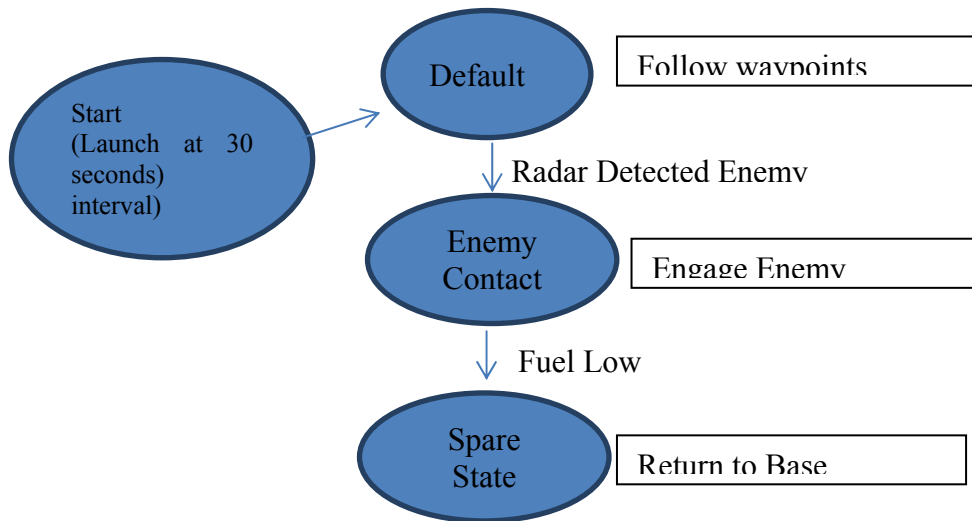 Start
(Launch at 30
seconds)
interval)
Default
Follow waypoints
Radar Detected Enemy
Enemy
Contact
Engage Enemy
Fuel Low
Spare
State
Return to Base